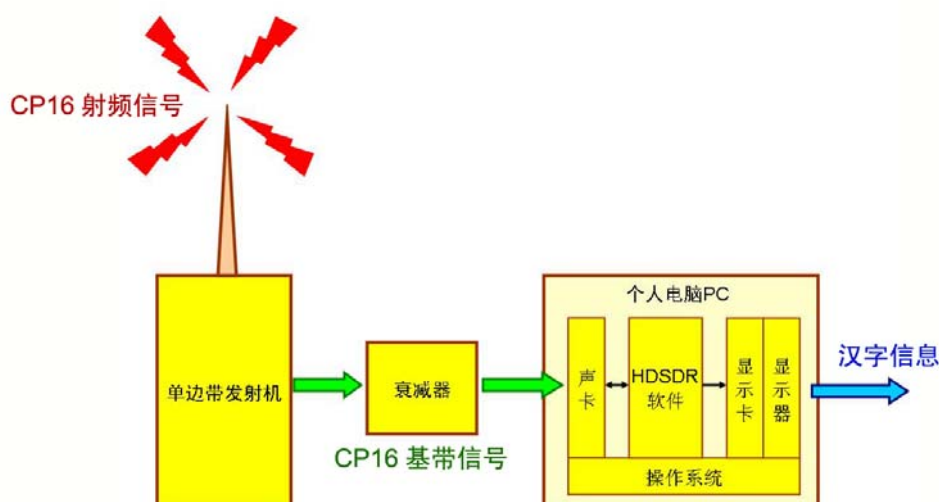 CP16 射频信号
个人电脑PC
单边带发射机
衰减器
声卡
HDSDR
软件
显示卡
显示器
汉字信息
CP16 基带信号
操作系统